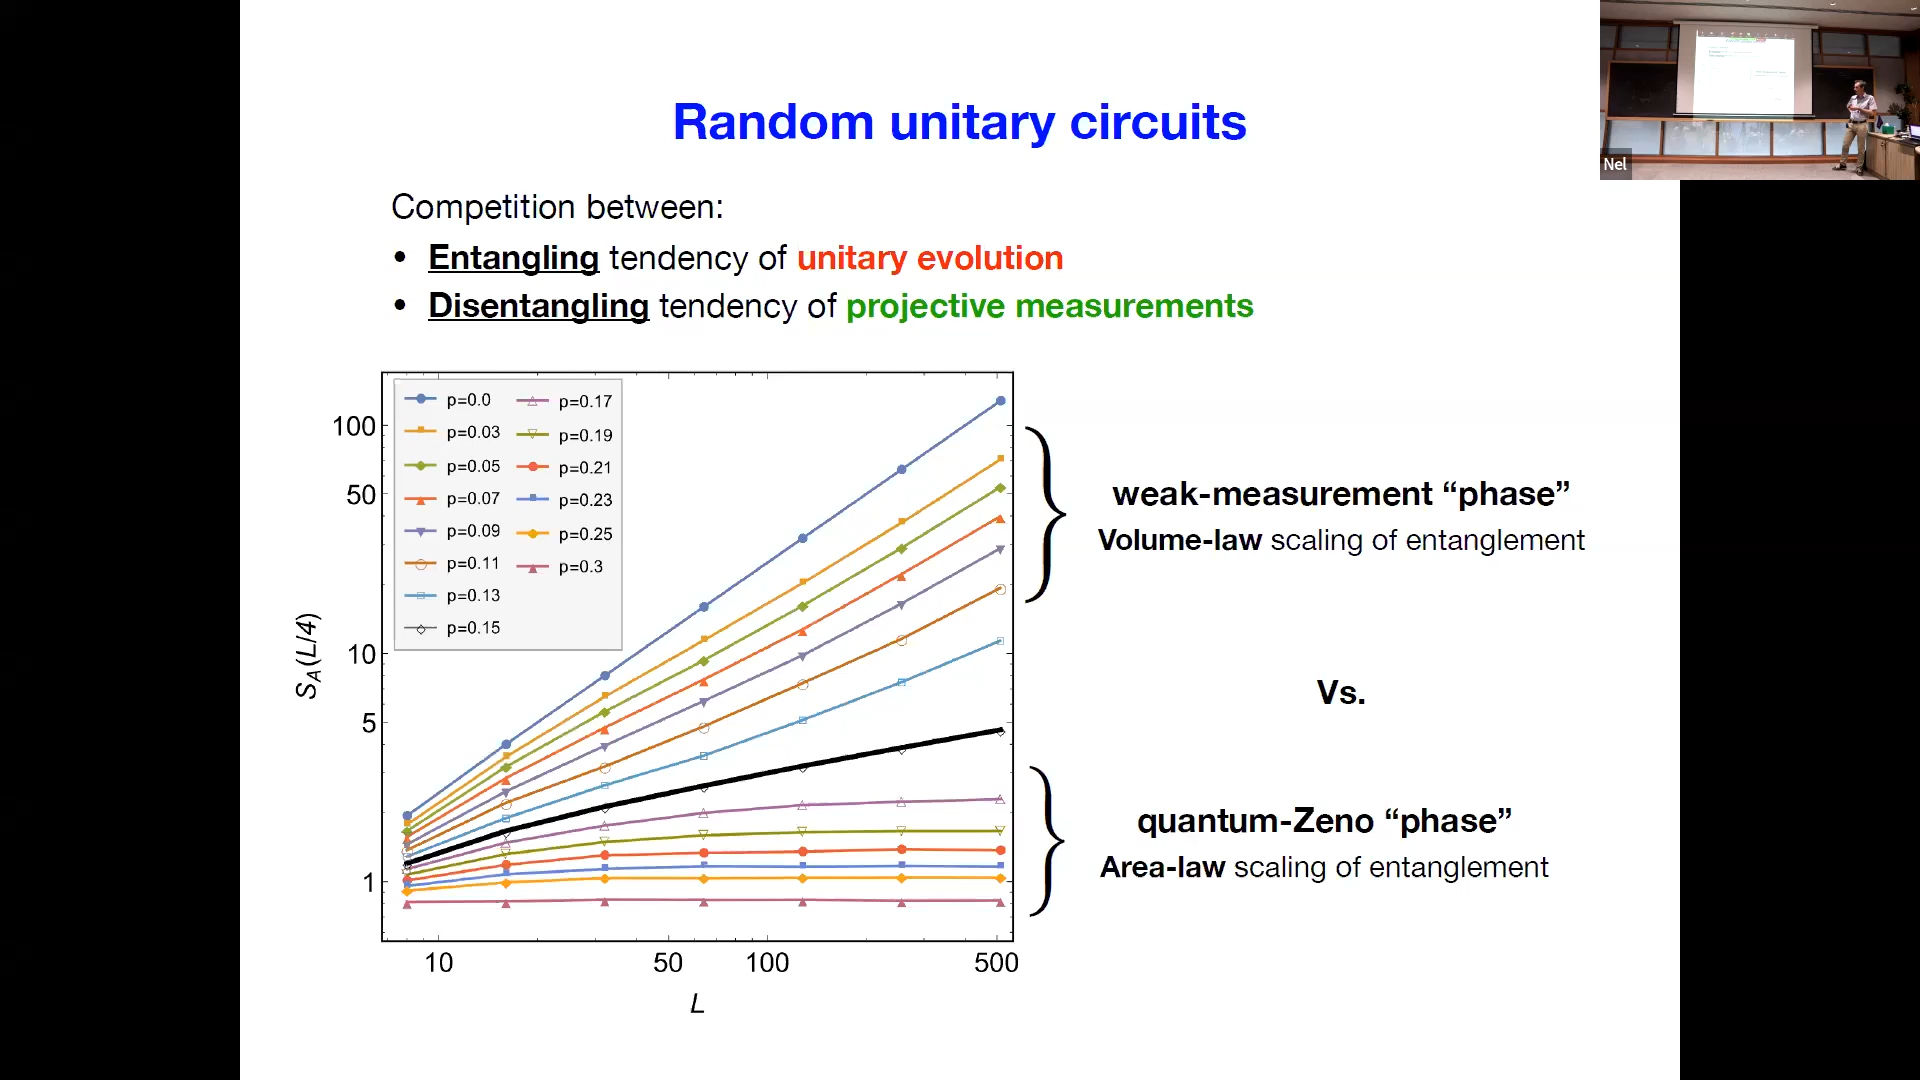 Random unitary circuits
Nel
Competition between:
• Entangling tendency of unitary evolution
• Disentangling tendency of projective measurements
p=0.0
p=0.03
p=0.05
p=0.07
p=0.09
p=0.11
p=0.13
p=0.15
p=0.17
p=0.19
p=0.21
p=0.23
p=0.25
p=0.3
100
50
10
5
1
S_A(L/4)
10 50 100 500
L
weak-measurement “phase”
Volume-law scaling of entanglement
Vs.
quantum-Zeno “phase”
Area-law scaling of entanglement